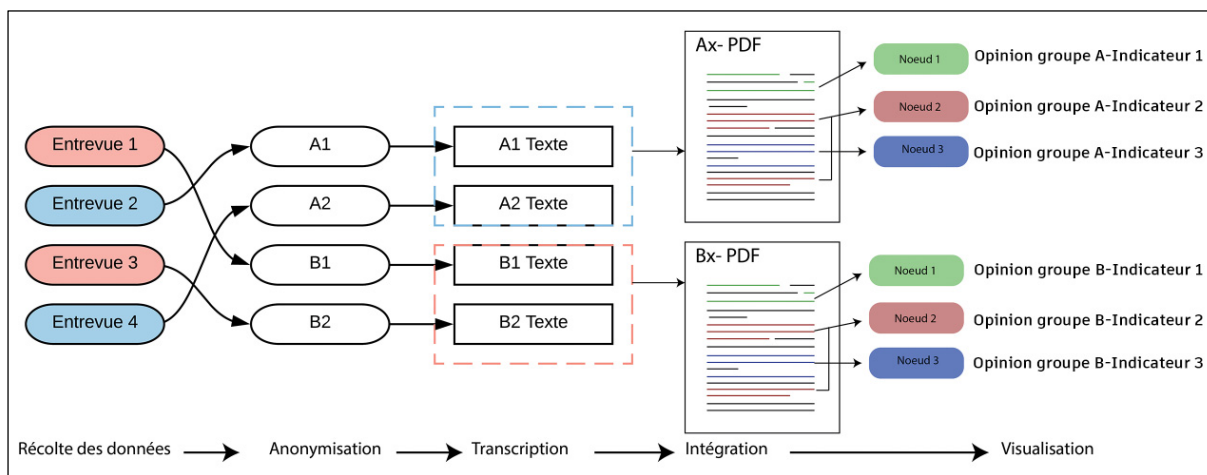 Entrevue 1
Entrevue 2
Entrevue 3
Entrevue 4
A1
A2
B1
B2
A1 Texte
A2 Texte
B1 Texte
B2 Texte
Ax- PDF
Noeud 1
Opinion groupe A-Indicateur 1
Noeud 2
Opinion groupe A-Indicateur 2
Noeud 3
Opinion groupe A-Indicateur 3
Bx- PDF
Noeud 1
Opinion groupe B-Indicateur 1
Noeud 2
Opinion groupe B-Indicateur 2
Noeud 3
Opinion groupe B-Indicateur 3
Récolte des données
Anonymisation
Transcription
Intégration
Visualisation